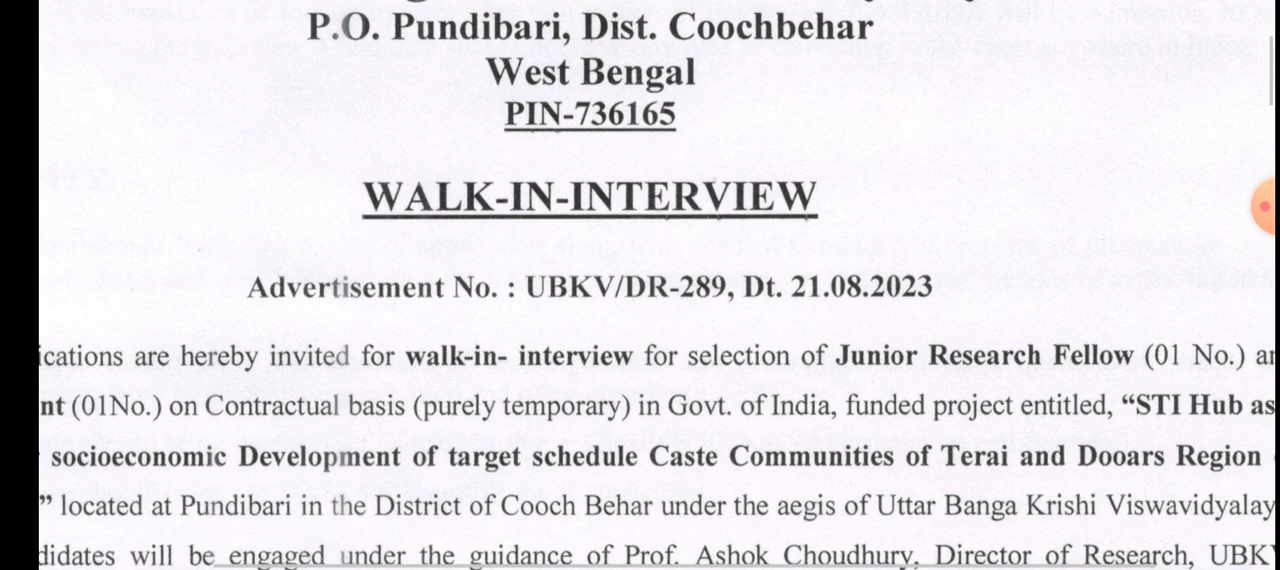 P.O. Pundibari, Dist. Coochbehar
West Bengal
PIN-736165
WALK-IN-INTERVIEW
Advertisement No. : UBKV/DR-289, Dt. 21.08.2023
ications are hereby invited for walk-in- interview for selection of Junior Research Fellow (01 No.) an
nt (01No.) on Contractual basis (purely temporary) in Govt. of India, funded project entitled, “STI Hub as
socioeconomic Development of target schedule Caste Communities of Terai and Dooars Region
” located at Pundibari in the District of Cooch Behar under the aegis of Uttar Banga Krishi Viswavidyalay
didates will be engaged under the guidance of Prof. Ashok Choudhury, Director of Research, UBKV